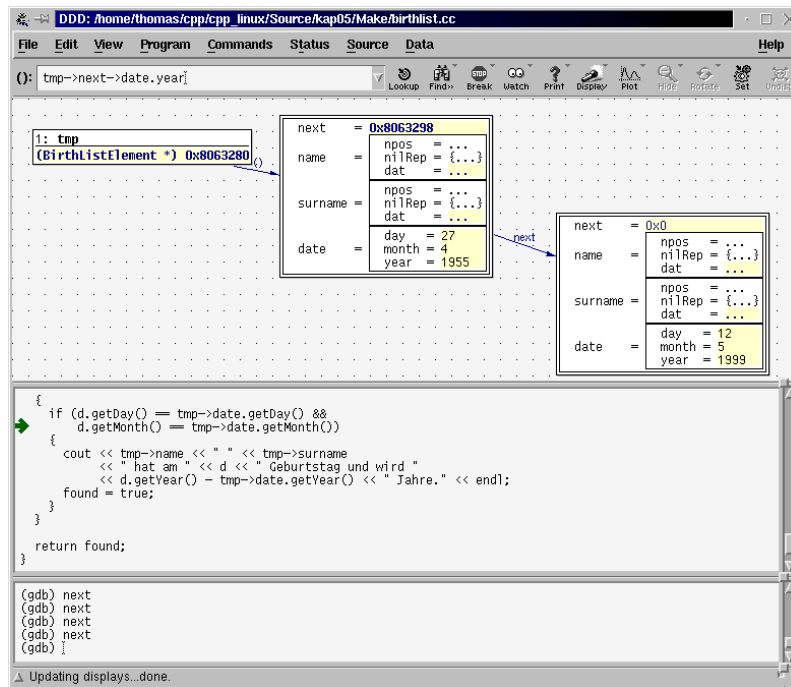 DDD: /home/thomas/cpp/cpp_linux/Source/kap05/Make/birthlist.cc
File Edit View Program Commands Status Source Data Help
(): tmp->next->date.year
Lookup Find» Break Watch Print Display Plot Hide Rotate Set Undisp
1: tmp
(BirthListElement *) 0x8063280
()
next = 0x8063298
name = npos = ...
nilRep = {...}
dat = ...
surname = npos = ...
nilRep = {...}
dat = ...
date = day = 27
month = 4
year = 1955
next
next = 0x0
name = npos = ...
nilRep = {...}
dat = ...
surname = npos = ...
nilRep = {...}
dat = ...
date = day = 12
month = 5
year = 1999
{
if (d.getDay() == tmp->date.getDay() &&
d.getMonth() == tmp->date.getMonth())
{
cout << tmp->name << " " << tmp->surname
<< " hat am " << d << " Geburtstag und wird "
<< d.getYear() - tmp->date.getYear() << " Jahre." << endl;
found = true;
}
}
return found;
}
(gdb) next
(gdb) next
(gdb) next
(gdb) next
(gdb)
Updating displays...done.